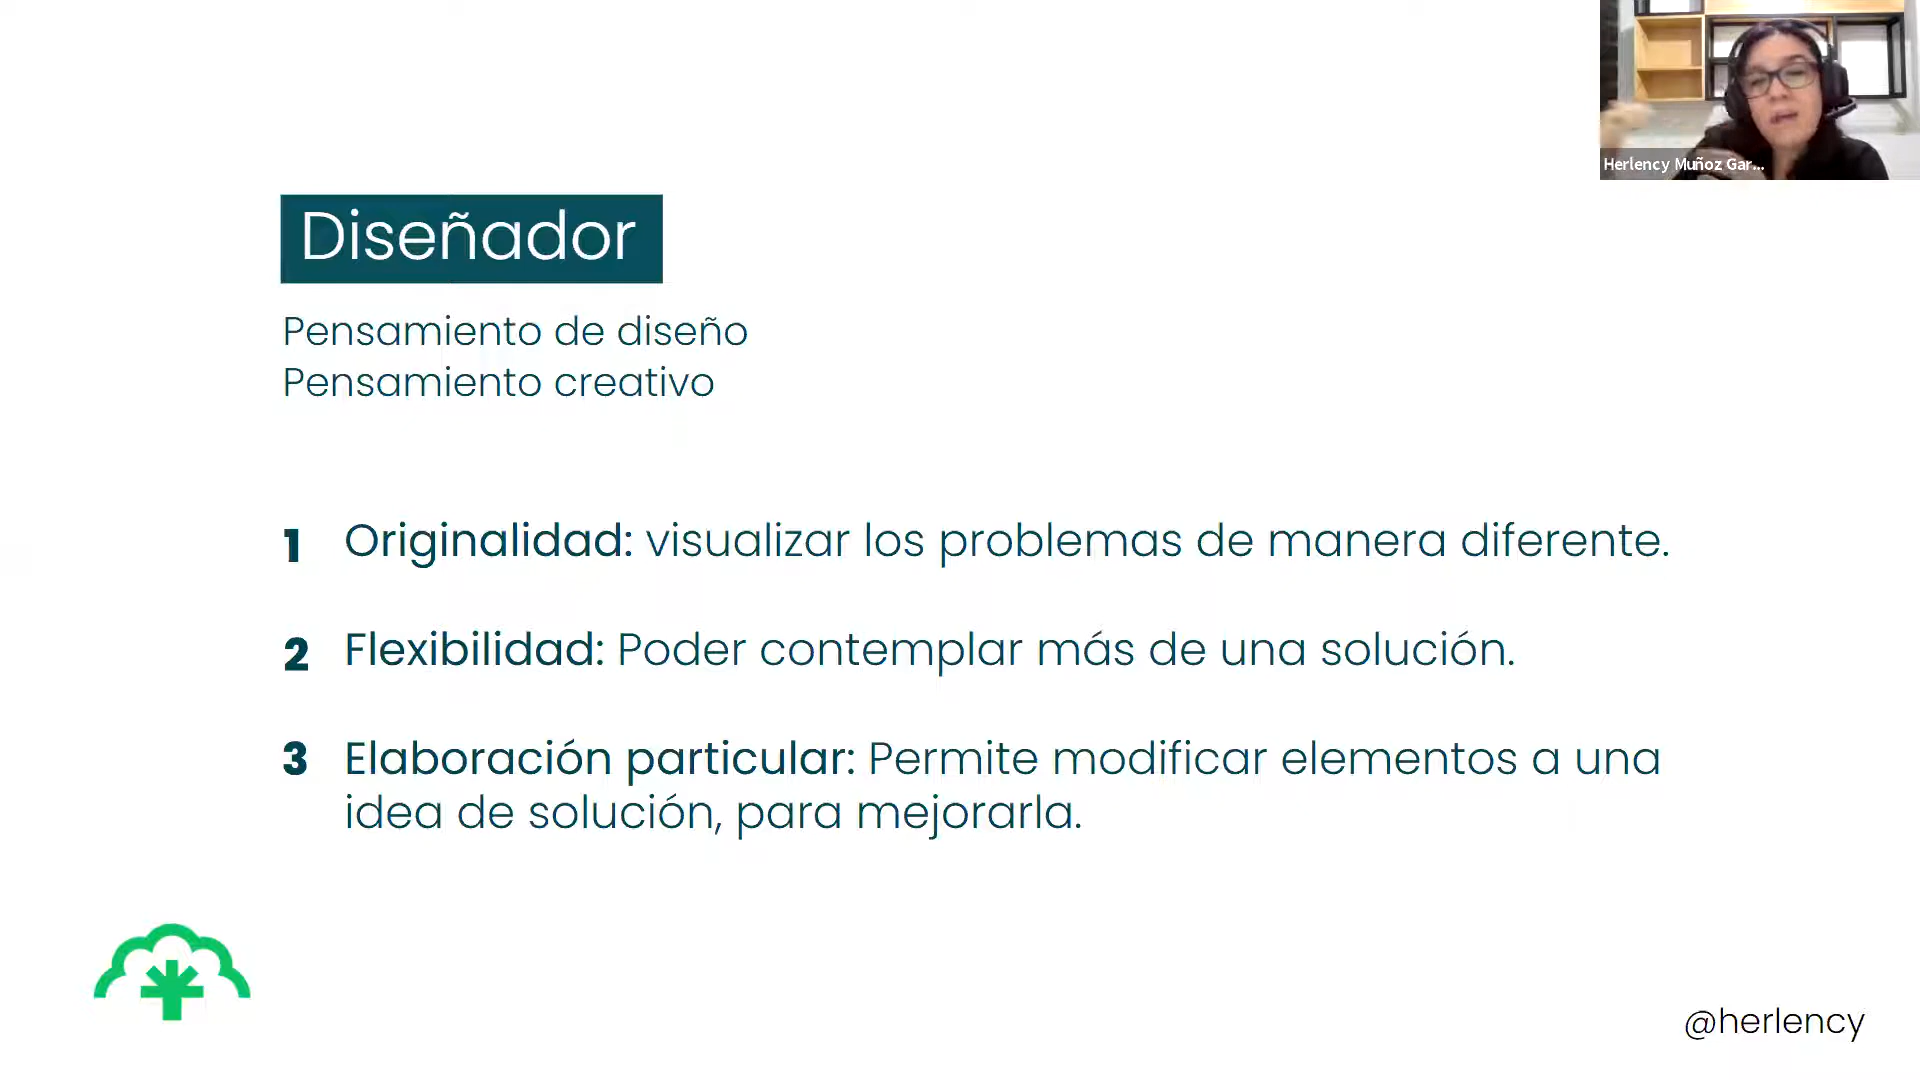 Herlency Muñoz Gar...
Diseñador
Pensamiento de diseño
Pensamiento creativo
1 Originalidad: visualizar los problemas de manera diferente.
2 Flexibilidad: Poder contemplar más de una solución.
3 Elaboración particular: Permite modificar elementos a una
idea de solución, para mejorarla.
@herlency